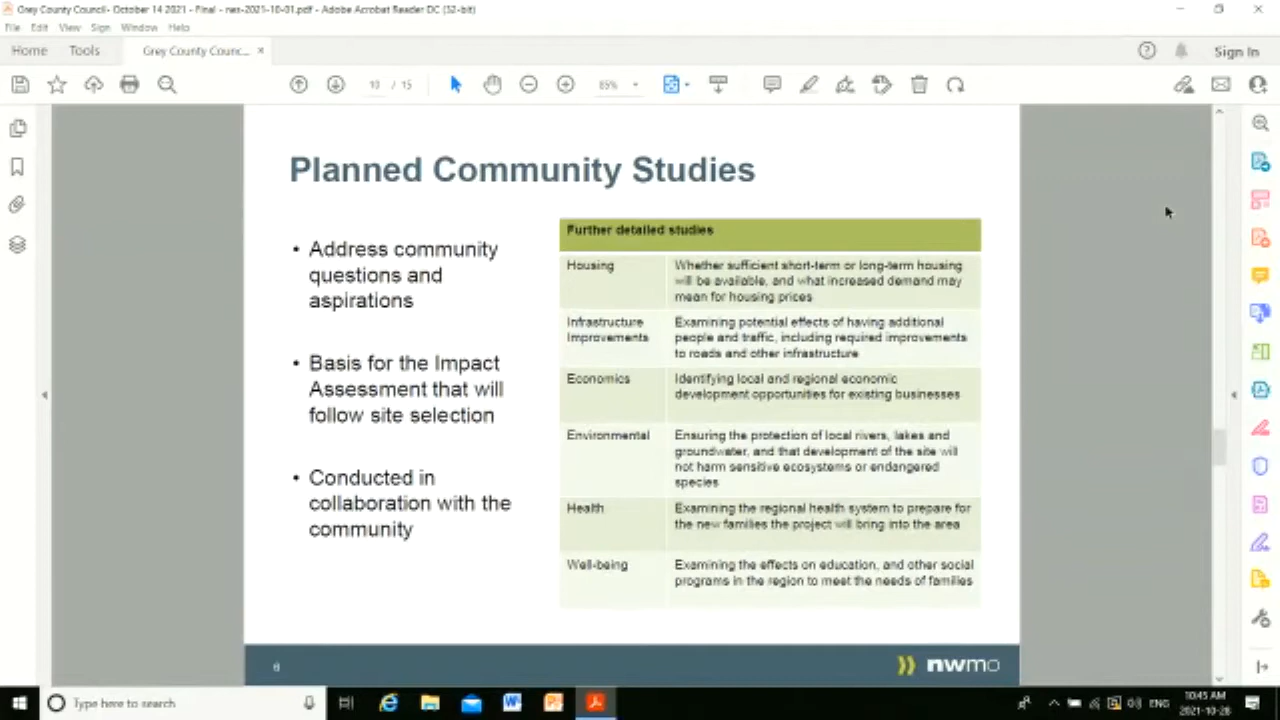 Grey County Council- October 14 2021 - Final - nes-2021-10-01.pdf - Adobe Acrobat Reader DC (32-bit)
File Edit View Sign Window Help
Home Tools Grey County Counc... ×
Sign In
10 / 15
85%
Planned Community Studies
• Address community
questions and
aspirations
• Basis for the Impact
Assessment that will
follow site selection
• Conducted in
collaboration with the
community
Further detailed studies
Housing
Whether sufficient short-term or long-term housing
will be available, and what increased demand may
mean for housing prices
Infrastructure
Improvements
Examining potential effects of having additional
people and traffic, including required improvements
to roads and other infrastructure
Economics
Identifying local and regional economic
development opportunities for existing businesses
Environmental
Ensuring the protection of local rivers, lakes and
groundwater, and that development of the site will
not harm sensitive ecosystems or endangered
species
Health
Examining the regional health system to prepare for
the new families the project will bring into the area
Well-being
Examining the effects on education, and other social
programs in the region to meet the needs of families
nwmo
Type here to search
ENG
10:45 AM
2021-10-28